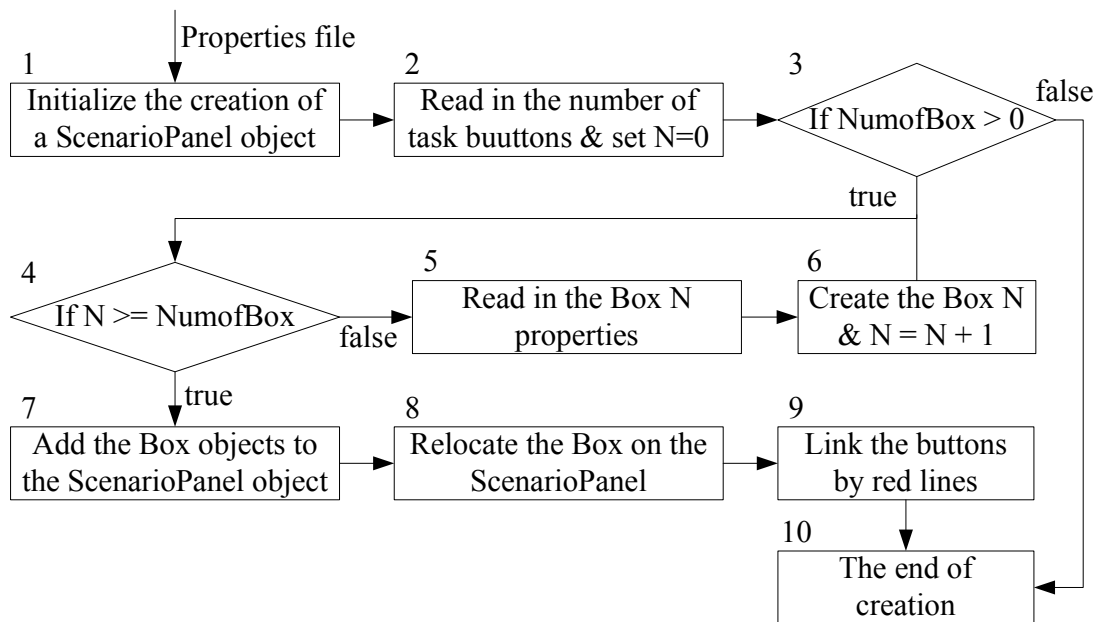 Properties file
1
Initialize the creation of
a ScenarioPanel object
2
Read in the number of
task buuttons & set N=0
3
If NumofBox > 0
false
true
4
If N >= NumofBox
false
true
5
Read in the Box N
properties
6
Create the Box N
& N = N + 1
7
Add the Box objects to
the ScenarioPanel object
8
Relocate the Box on the
ScenarioPanel
9
Link the buttons
by red lines
10
The end of
creation